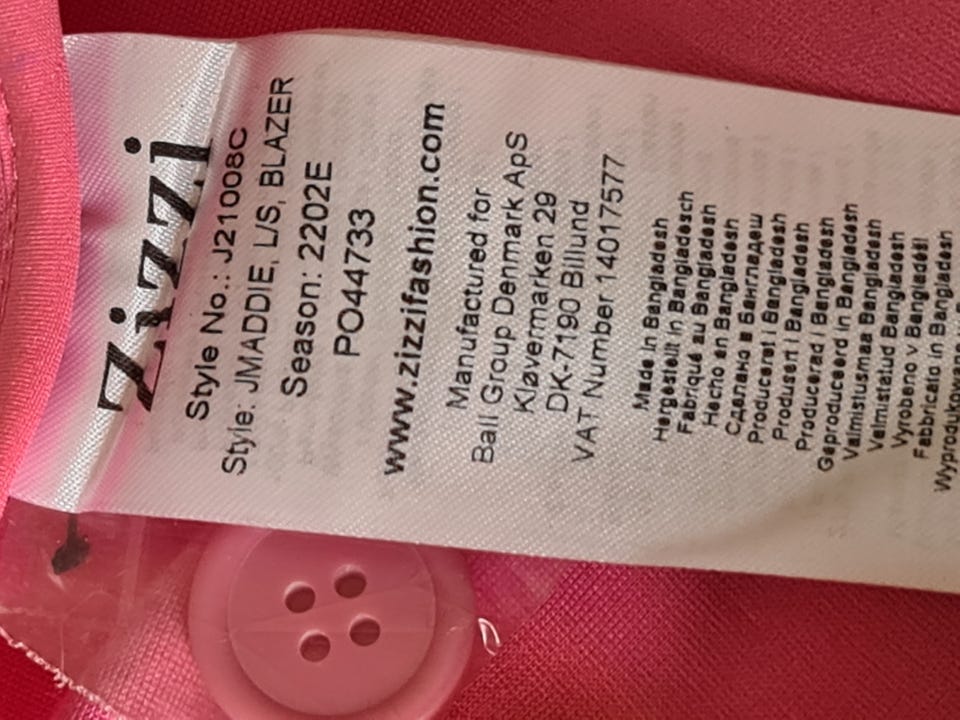 Zizzi
Style No.: J21008C
Style: JMADDIE, L/S, BLAZER
Season: 2202E
PO44733
www.zizzifashion.com
Manufactured for
Ball Group Denmark ApS
Kløvermarken 29
DK-7190 Billund
VAT Number 14017577
Made in Bangladesh
Hergestellt in Bangladesch
Fabriqué au Bangladesh
Hecho en Bangladesh
Сделано в Бангладеш
Produceret i Bangladesh
Produsert i Bangladesh
Producerad i Bangladesh
Geproduceerd in Bangladesh
Valmistusmaa Bangladesh
Valmistatud Bangladesh
Vyrobeno v Bangladéši
Fabbricato in Bangladesh
Wyprodukowano